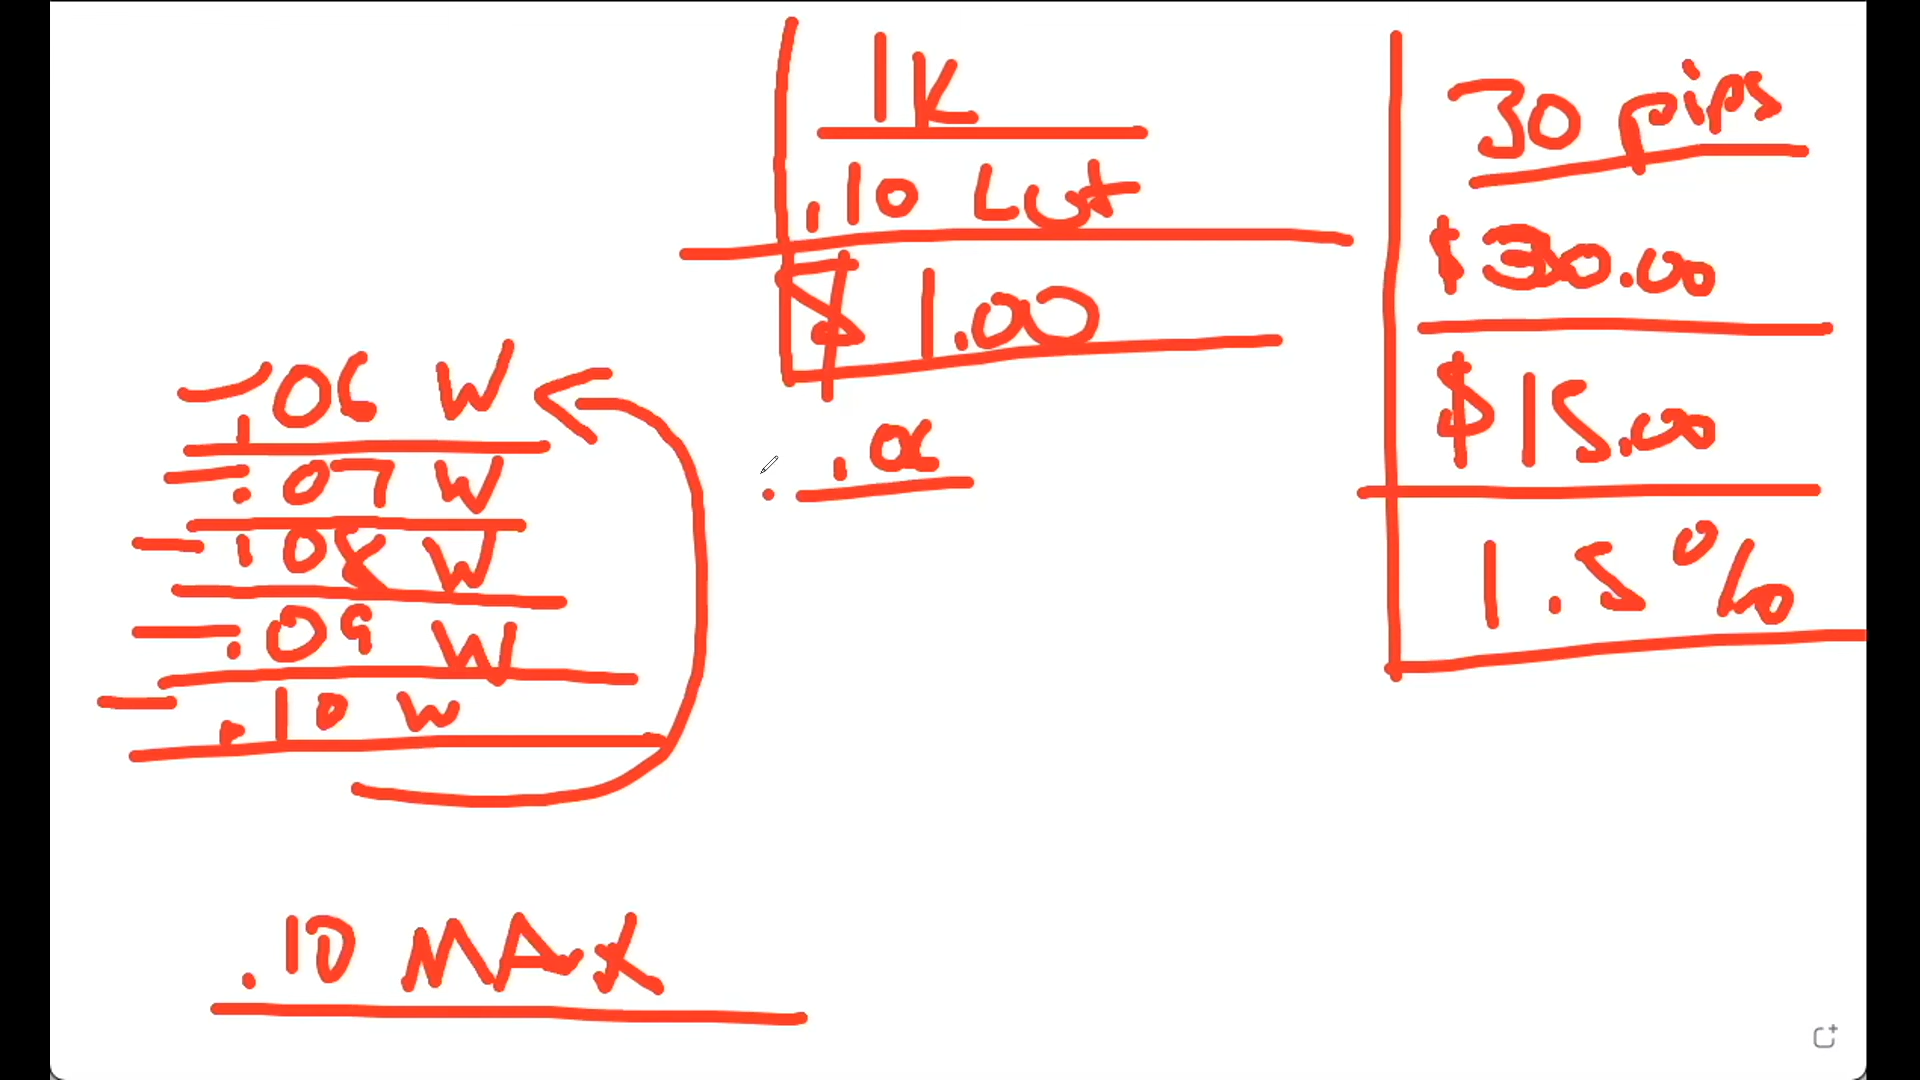 1K
.10 Lot
$ 1.00
30 pips
$30.00
$15.00
1.5%
.06 W
.07 W
.08 W
.09 W
.10 W
.10 MAX